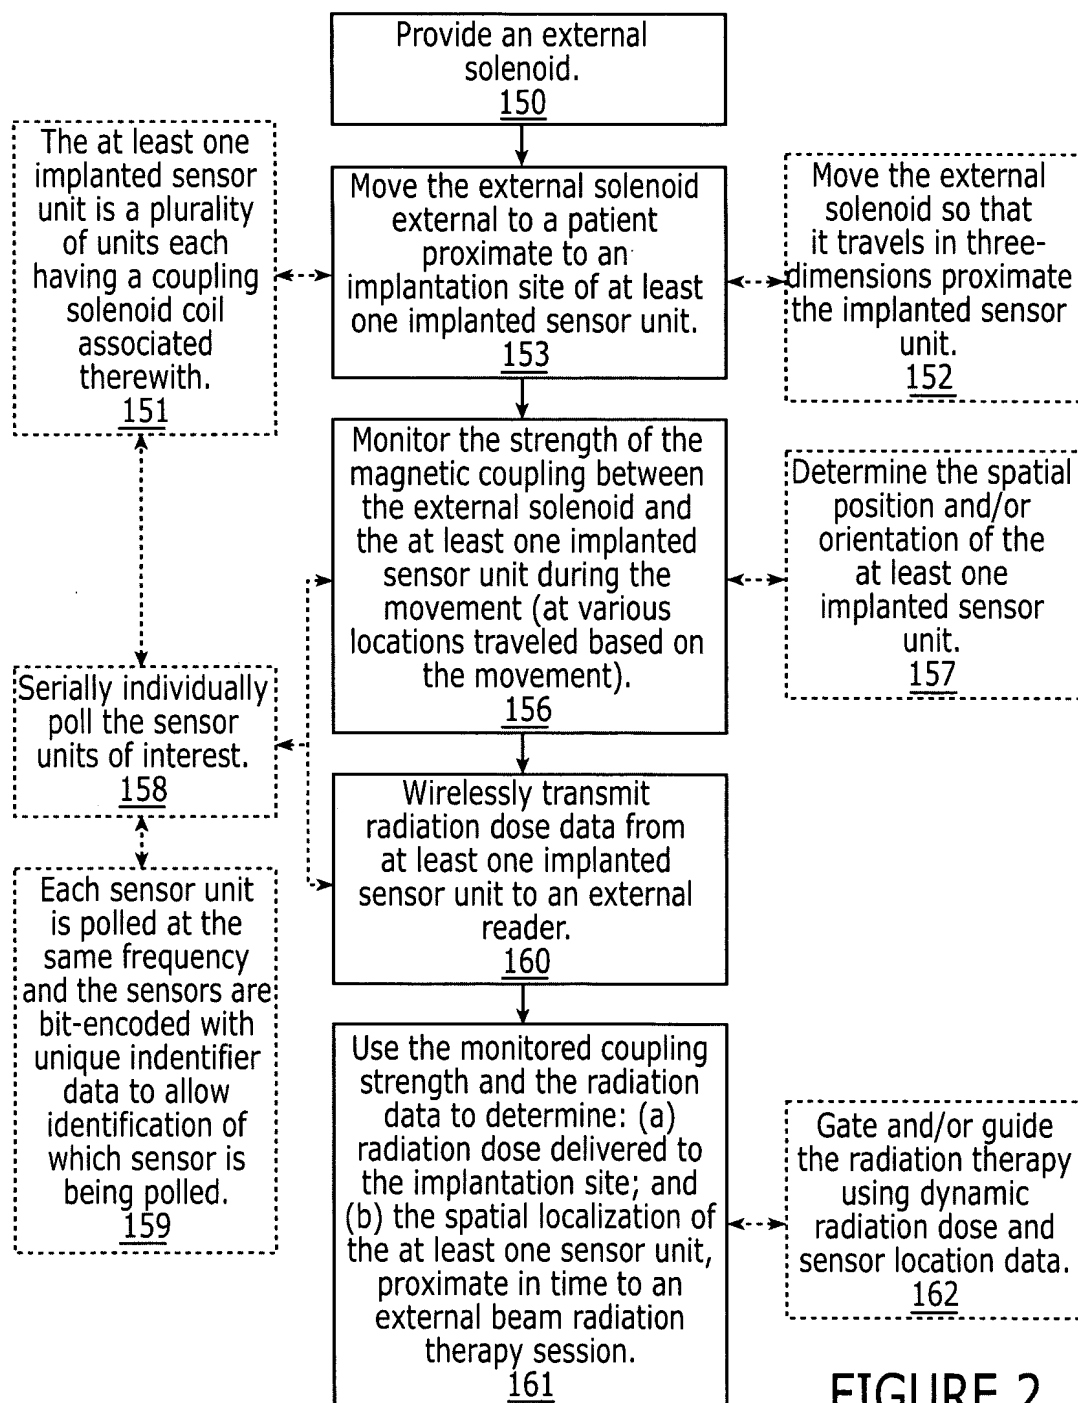 Provide an external
solenoid.
150
The at least one
implanted sensor
unit is a plurality
of units each
having a coupling
solenoid coil
associated
therewith.
151
Move the external solenoid
external to a patient
proximate to an
implantation site of at least
one implanted sensor unit.
153
Move the external
solenoid so that
it travels in three-
dimensions proximate
the implanted sensor
unit.
152
Monitor the strength of the
magnetic coupling between
the external solenoid and
the at least one implanted
sensor unit during the
movement (at various
locations traveled based on
the movement).
156
Determine the spatial
position and/or
orientation of the
at least one
implanted sensor
unit.
157
Serially individually
poll the sensor
units of interest.
158
Wirelessly transmit
radiation dose data from
at least one implanted
sensor unit to an external
reader.
160
Each sensor unit
is polled at the
same frequency
and the sensors are
bit-encoded with
unique indentifier
data to allow
identification of
which sensor is
being polled.
159
Use the monitored coupling
strength and the radiation
data to determine: (a)
radiation dose delivered to
the implantation site; and
(b) the spatial localization of
the at least one sensor unit,
proximate in time to an
external beam radiation
therapy session.
161
Gate and/or guide
the radiation therapy
using dynamic
radiation dose and
sensor location data.
162
FIGURE 2